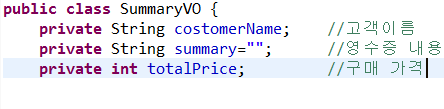 public class SummaryVO {
    private String costomerName;    //고객이름
    private String summary="";      //영수증 내용
    private int totalPrice;         //구매 가격